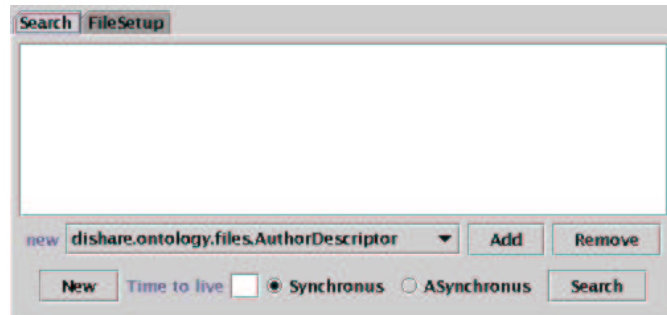 Search FileSetup
new dishare.ontology.files.AuthorDescriptor Add Remove
New Time to live Synchronus ASynchronus Search